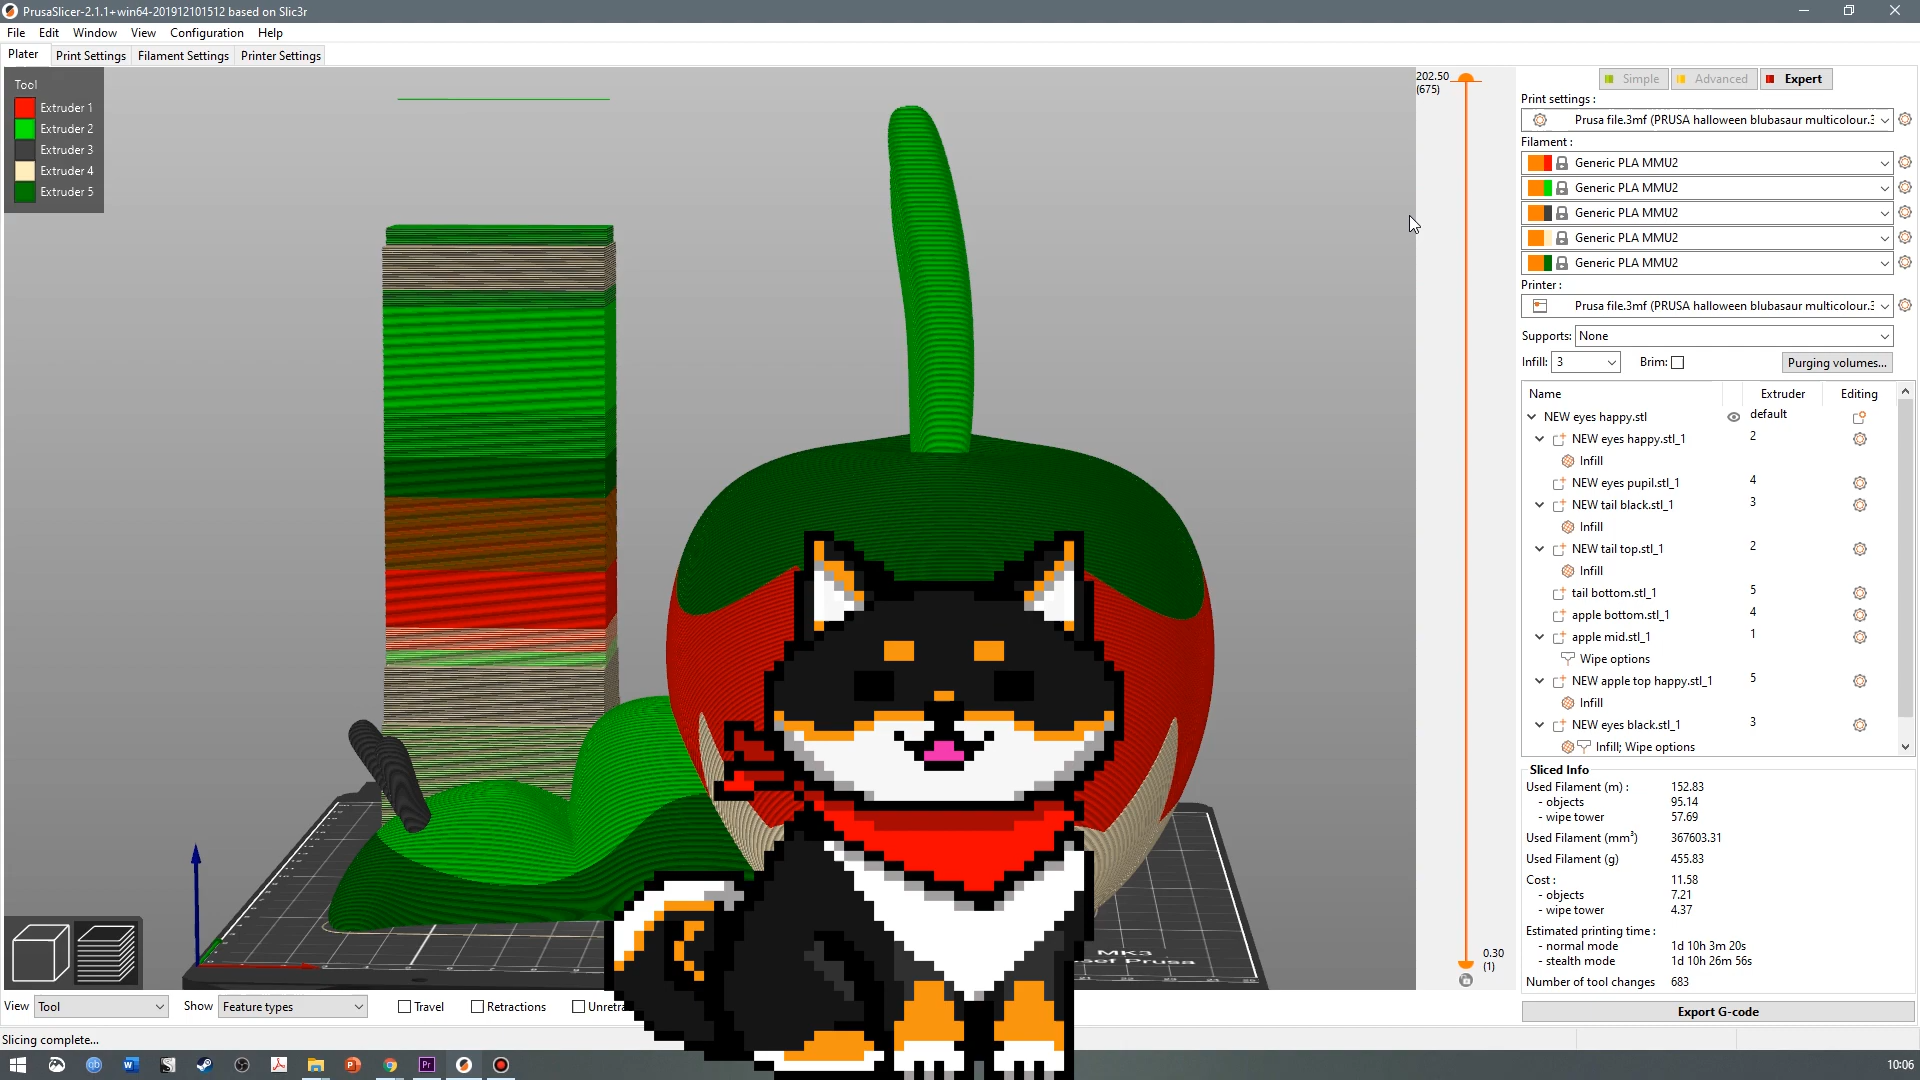 PrusaSlicer-2.1.1+win64-201912101512 based on Slic3r
File Edit Window View Configuration Help
Plater Print Settings Filament Settings Printer Settings
Tool
Extruder 1
Extruder 2
Extruder 3
Extruder 4
Extruder 5
202.50
(675)
0.30
(1)
MK3
Simple Advanced Expert
Print settings :
Prusa file.3mf (PRUSA halloween blubasaur multicolour.3
Filament :
Generic PLA MMU2
Generic PLA MMU2
Generic PLA MMU2
Generic PLA MMU2
Generic PLA MMU2
Printer :
Prusa file.3mf (PRUSA halloween blubasaur multicolour.3
Supports: None
Infill: 3 Brim: Purging volumes...
Name Extruder Editing
NEW eyes happy.stl default
NEW eyes happy.stl_1 2
Infill
NEW eyes pupil.stl_1 4
NEW tail black.stl_1 3
Infill
NEW tail top.stl_1 2
Infill
tail bottom.stl_1 5
apple bottom.stl_1 4
apple mid.stl_1 1
Wipe options
NEW apple top happy.stl_1 5
Infill
NEW eyes black.stl_1 3
Infill; Wipe options
Sliced Info
Used Filament (m) : 152.83
- objects 95.14
- wipe tower 57.69
Used Filament (mm³) 367603.31
Used Filament (g) 455.83
Cost : 11.58
- objects 7.21
- wipe tower 4.37
Estimated printing time :
- normal mode 1d 10h 3m 20s
- stealth mode 1d 10h 26m 56s
Number of tool changes 683
Export G-code
View Tool Show Feature types Travel Retractions Unretra
Slicing complete...
10:06